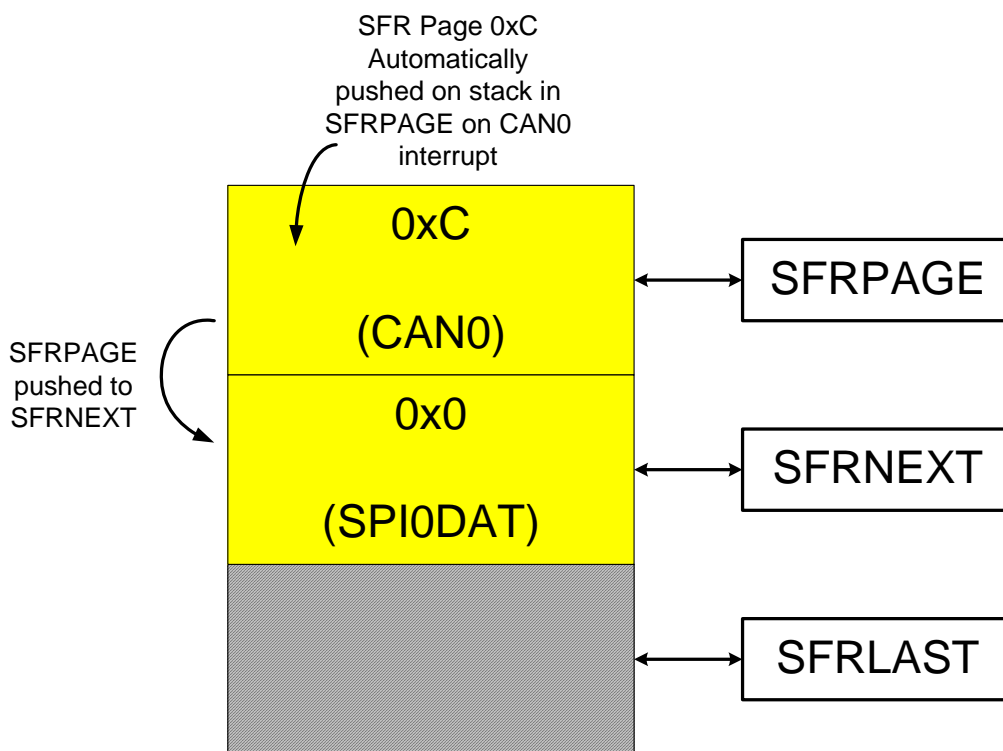 SFR Page 0xC
Automatically
pushed on stack in
SFRPAGE on CAN0
interrupt
0xC
(CAN0)
SFRPAGE
SFRPAGE
pushed to
SFRNEXT
0x0
(SPI0DAT)
SFRNEXT
SFRLAST